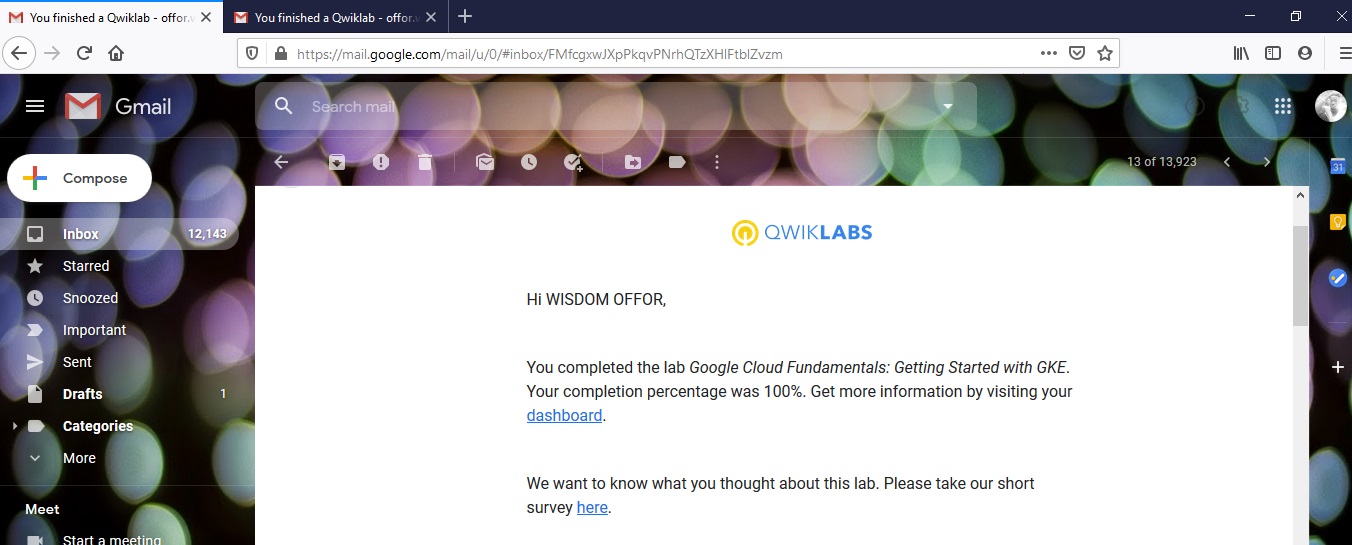 You finished a Qwiklab - offor.w
You finished a Qwiklab - offor.w
https://mail.google.com/mail/u/0/#inbox/FMfcgxwJXpPkqvPNrhQTzXHlFtblZvzm
Gmail
Search mail
13 of 13,923
31
Compose
Inbox 12,143
Starred
Snoozed
Important
Sent
Drafts 1
Categories
More
Meet
Start a meeting
QWIKLABS
Hi WISDOM OFFOR,
You completed the lab Google Cloud Fundamentals: Getting Started with GKE.
Your completion percentage was 100%. Get more information by visiting your
dashboard.
We want to know what you thought about this lab. Please take our short
survey here.